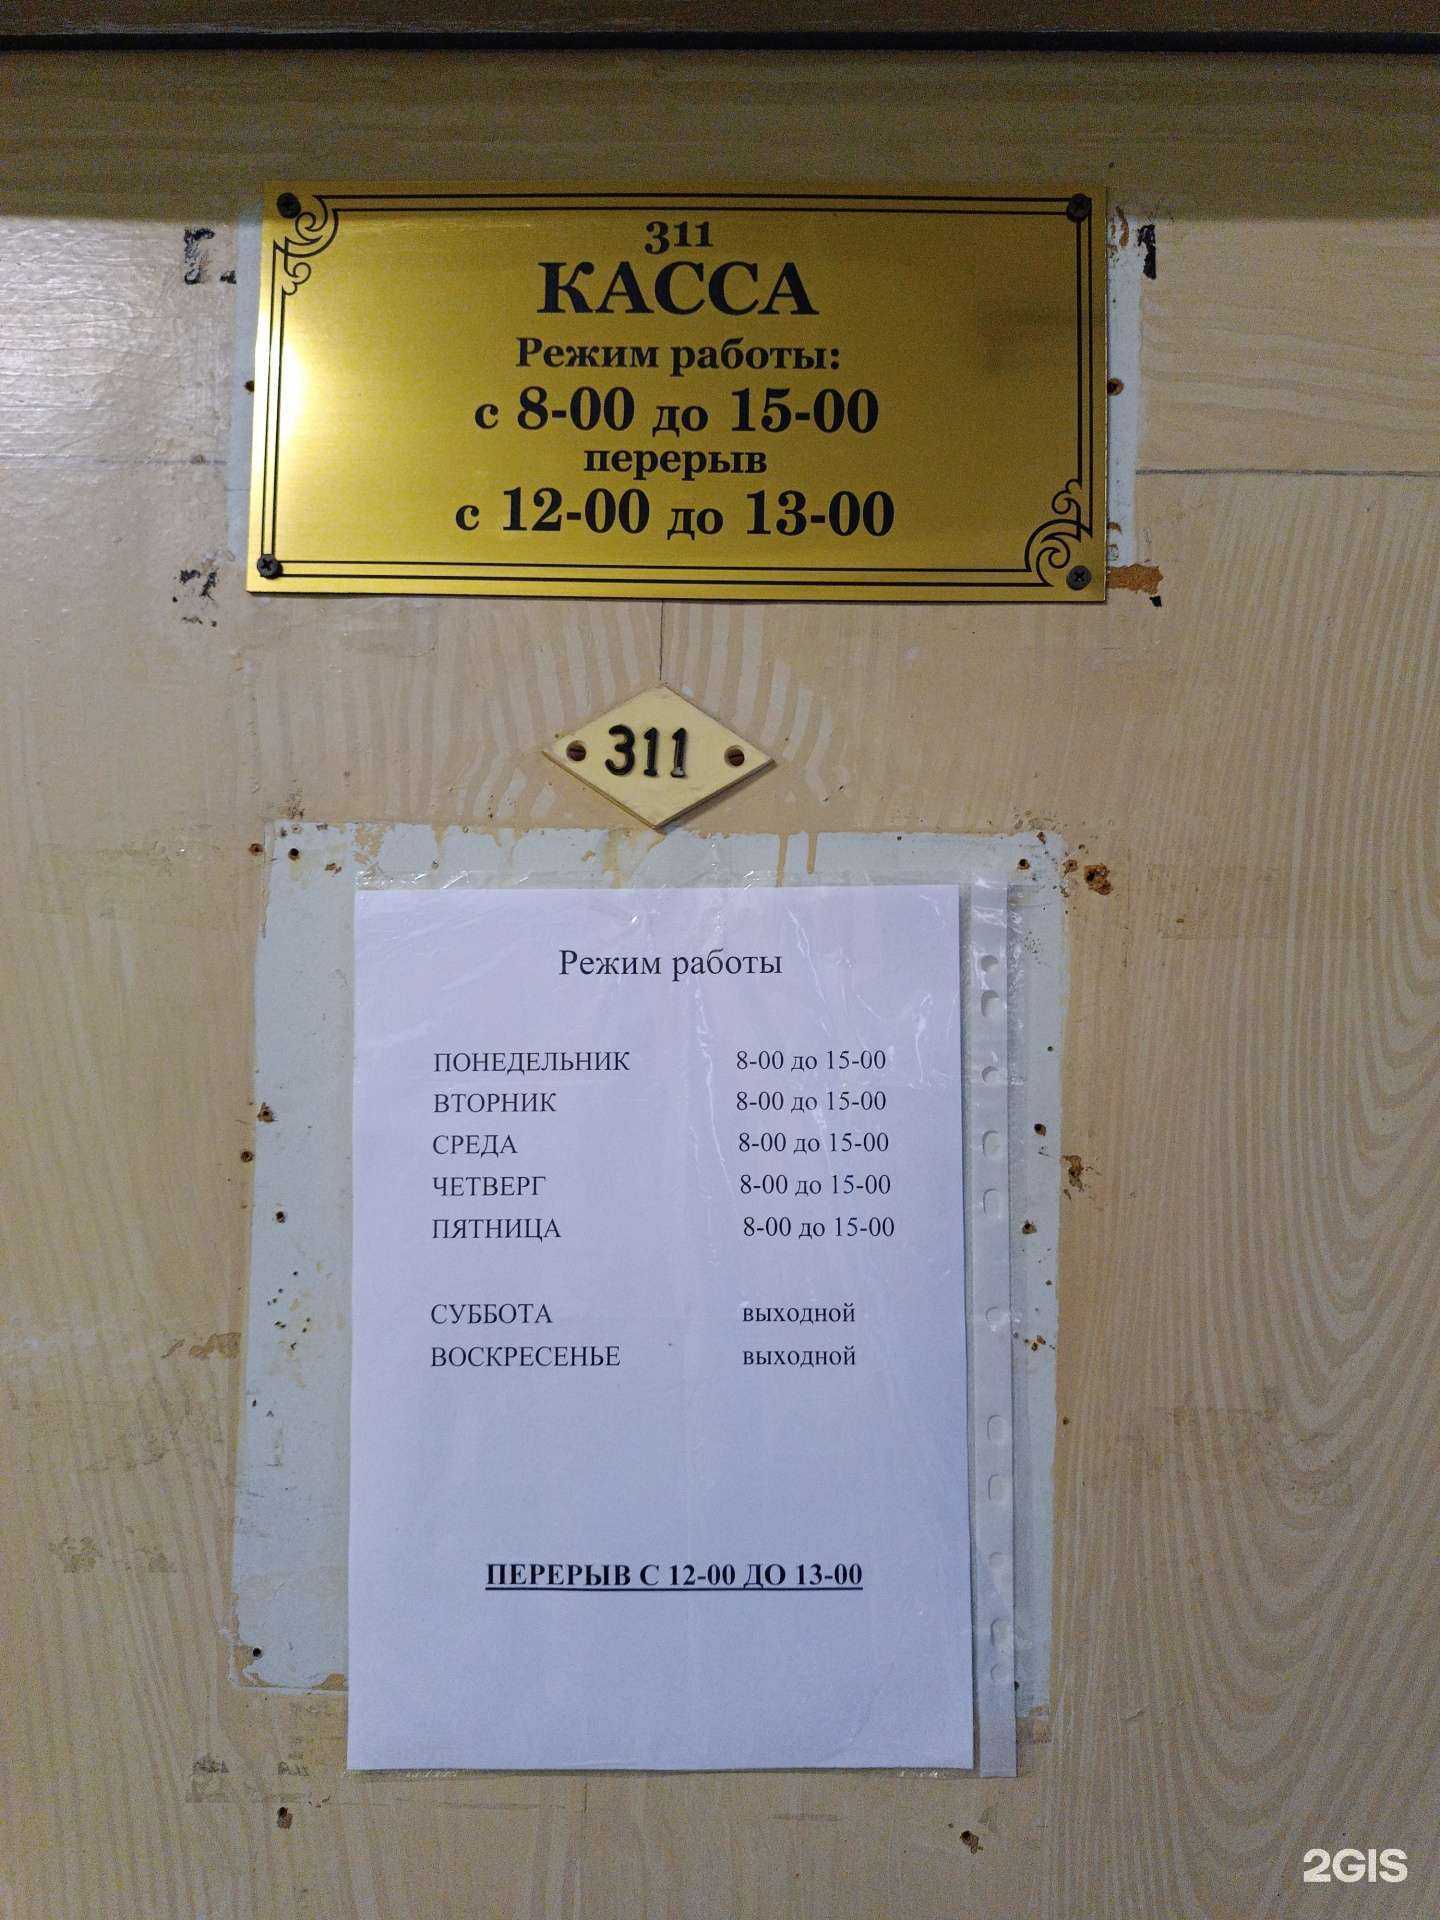 311
КАССА
Режим работы:
с 8-00 до 15-00
перерыв
с 12-00 до 13-00
311
Режим работы
ПОНЕДЕЛЬНИК 8-00 до 15-00
ВТОРНИК 8-00 до 15-00
СРЕДА 8-00 до 15-00
ЧЕТВЕРГ 8-00 до 15-00
ПЯТНИЦА 8-00 до 15-00
СУББОТА выходной
ВОСКРЕСЕНЬЕ выходной
ПЕРЕРЫВ С 12-00 ДО 13-00
2GIS